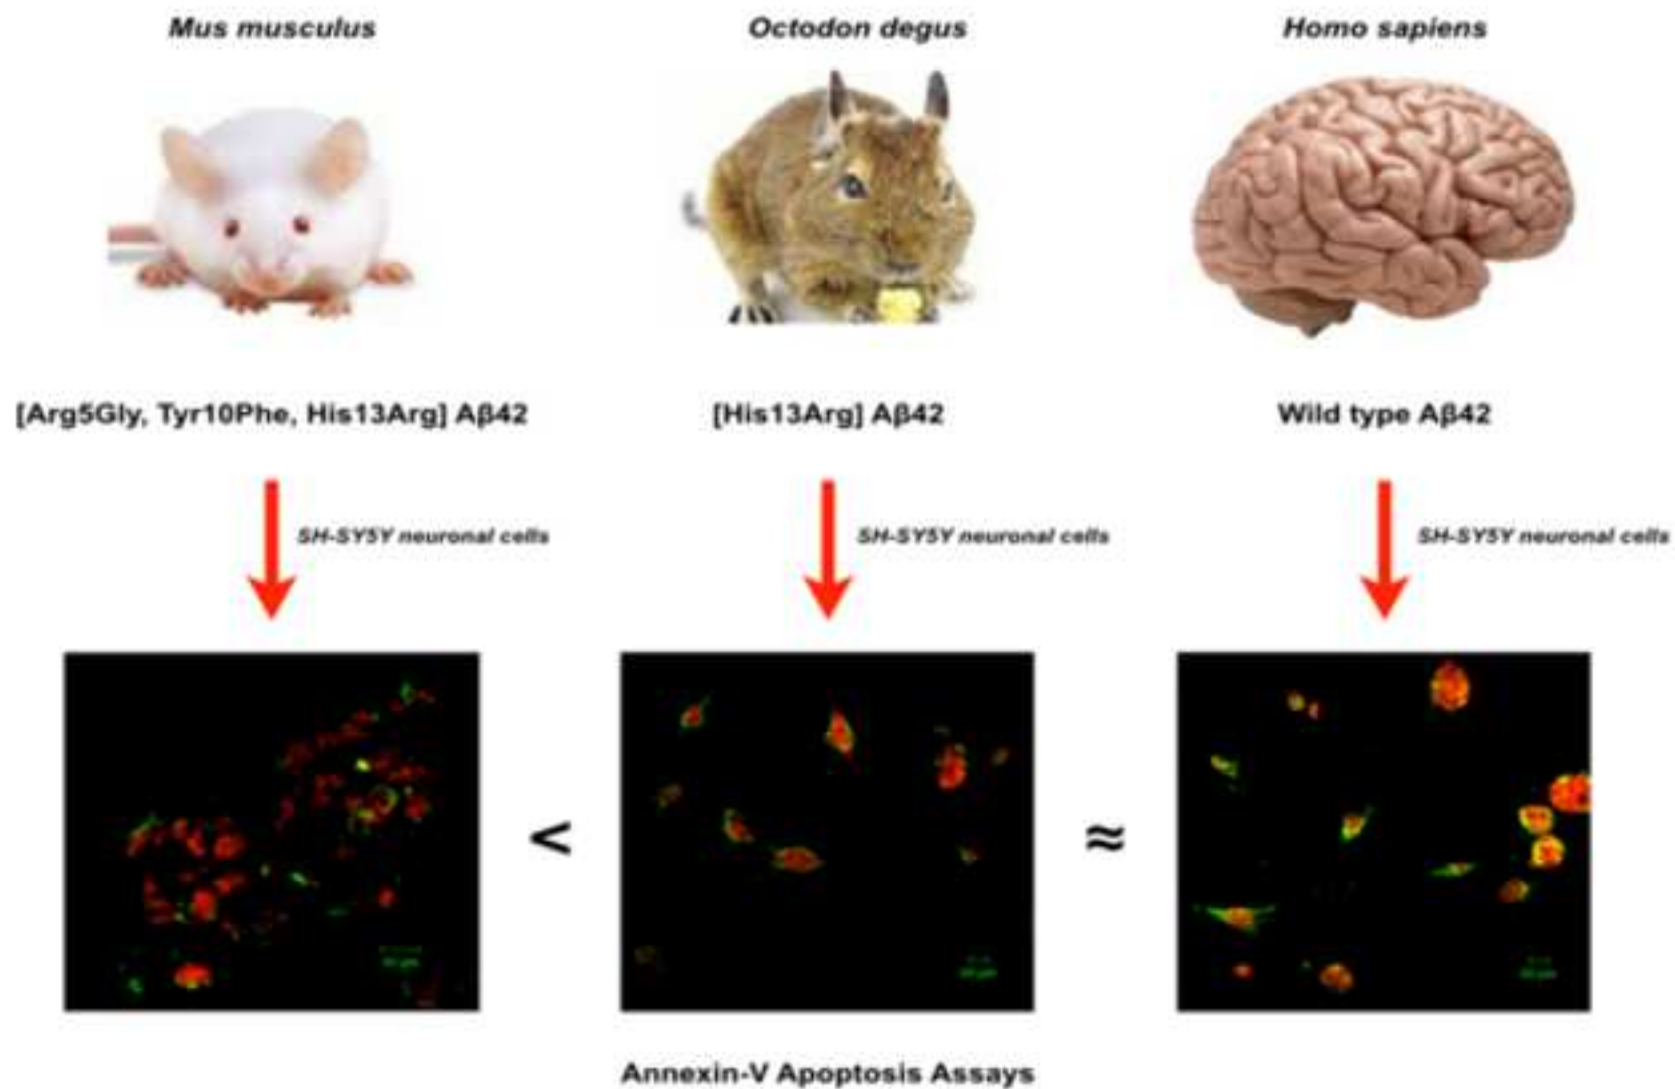 Mus musculus
Octodon degus
Homo sapiens
[Arg5Gly, Tyr10Phe, His13Arg] Aβ42
[His13Arg] Aβ42
Wild type Aβ42
SH-SY5Y neuronal cells
SH-SY5Y neuronal cells
SH-SY5Y neuronal cells
<
≈
Annexin-V Apoptosis Assays